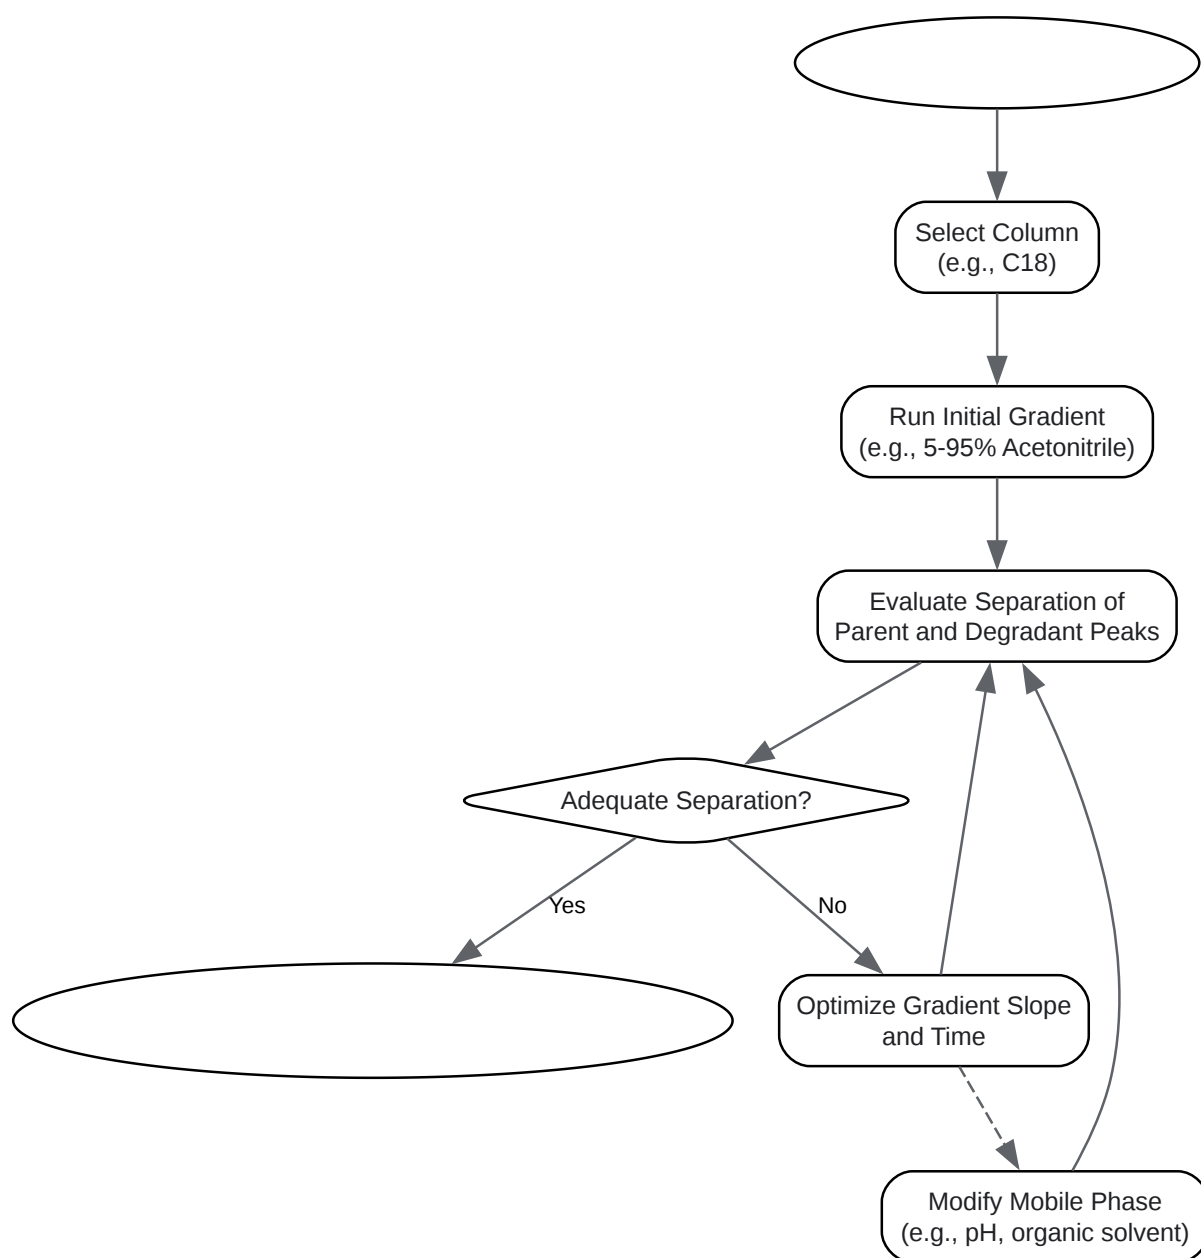 Select Column
(e.g., C18)
Run Initial Gradient
(e.g., 5-95% Acetonitrile)
Evaluate Separation of
Parent and Degradant Peaks
Adequate Separation?
Yes
No
Optimize Gradient Slope
and Time
Modify Mobile Phase
(e.g., pH, organic solvent)